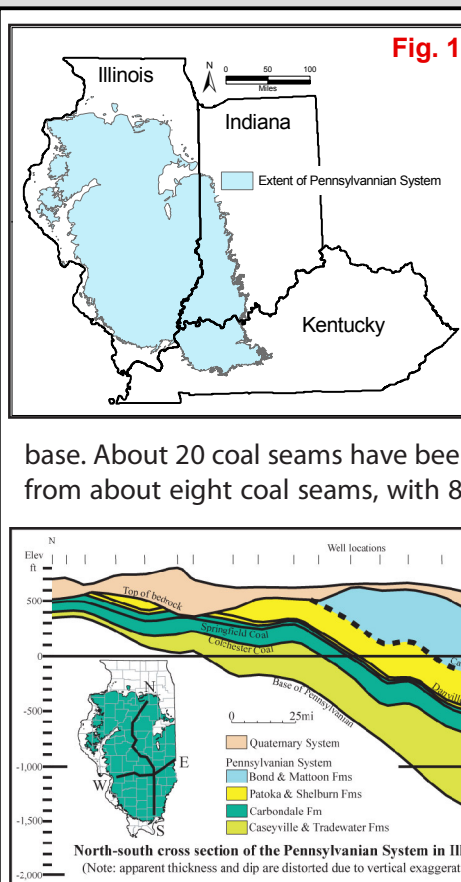 Fig. 1
Illinois
N
0 50 100
Miles
Indiana
Extent of Pennsylvannian System
Kentucky
base. About 20 coal seams have bee
from about eight coal seams, with 8
N
Elev
ft
Well locations
Top of bedrock
500
Springfield Coal
Colchester Coal
Ca
0
Base of Pennsylvanian
Danville
N
0 25mi
-500
Quaternary System
Pennsylvanian System
Bond & Mattoon Fms
E
-1,000
Patoka & Shelburn Fms
W
Carbondale Fm
Caseyville & Tradewater Fms
-1,500
S
North-south cross section of the Pennsylvanian System in Ill
(Note: apparent thickness and dip are distorted due to vertical exaggerat
-2,000